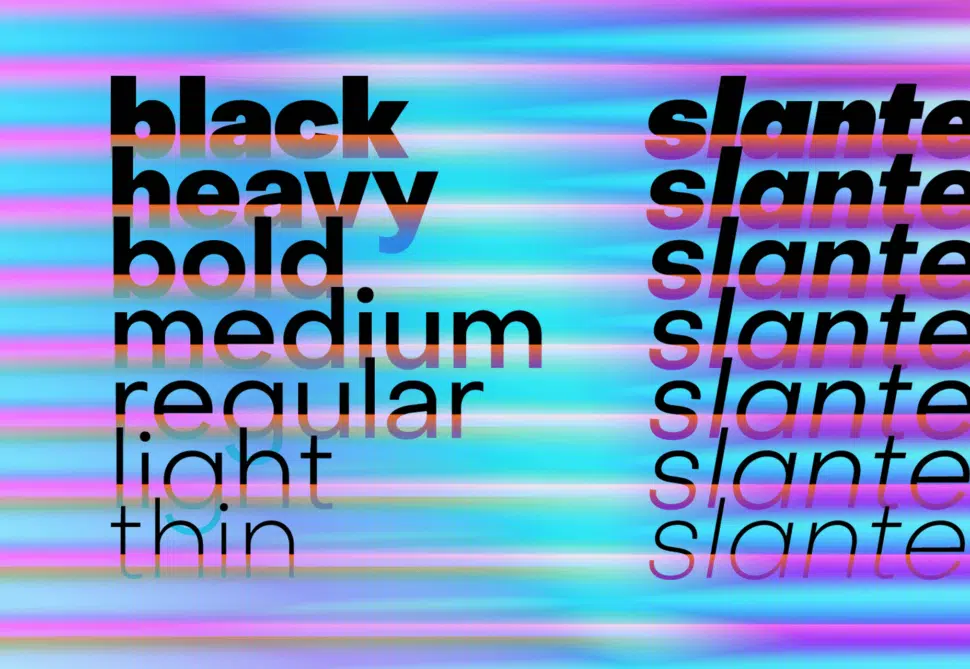 black
heavy
bold
medium
regular
light
thin
slante
slante
slante
slante
slante
slante
slante